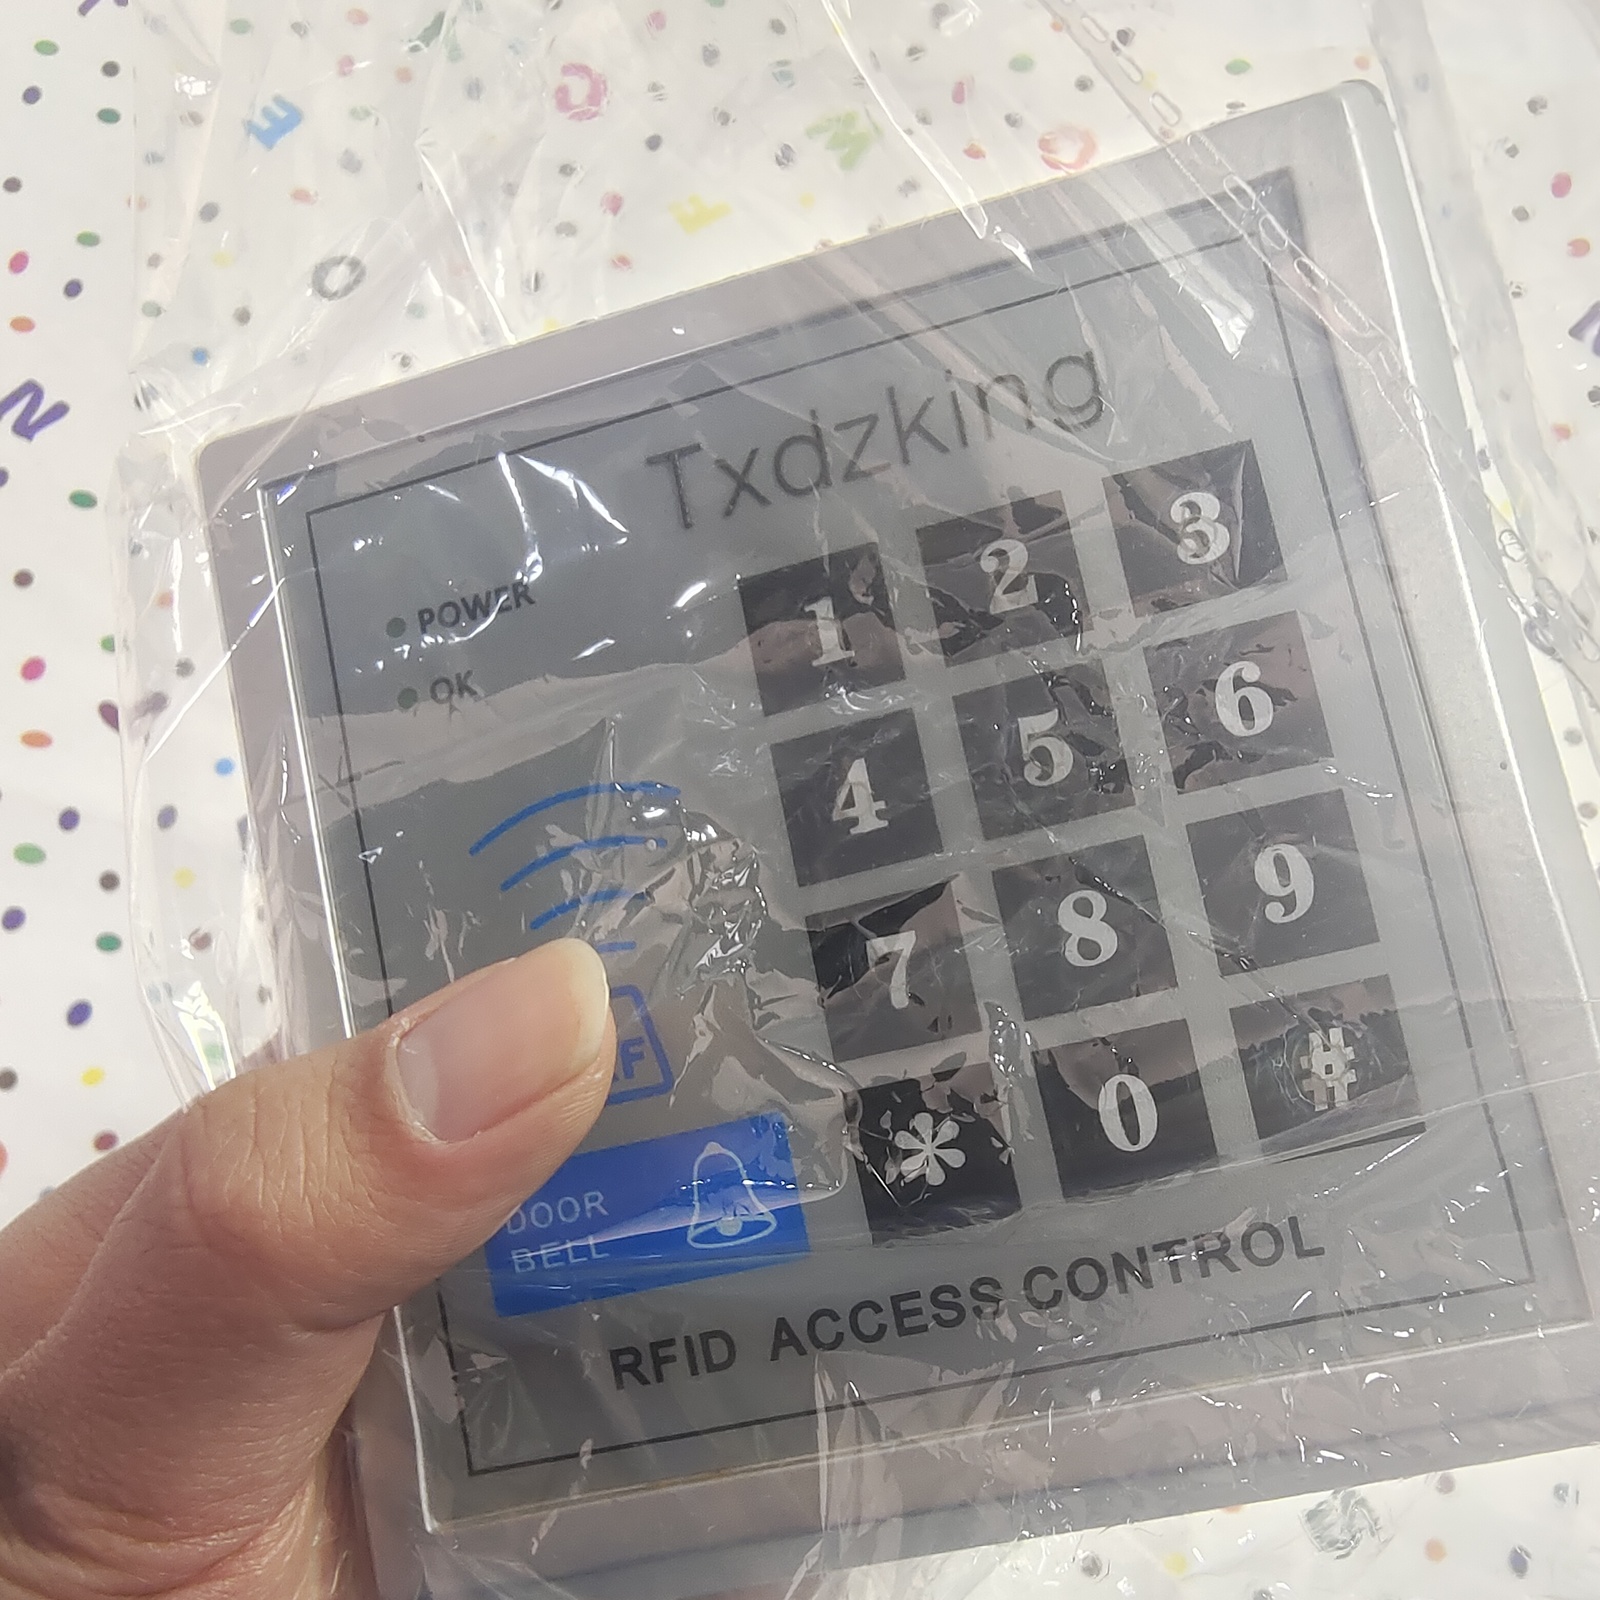 Txdzking
POWER
OK
1 2 3
4 5 6
7 8 9
* 0 #
DOOR
BELL
RFID ACCESS CONTROL